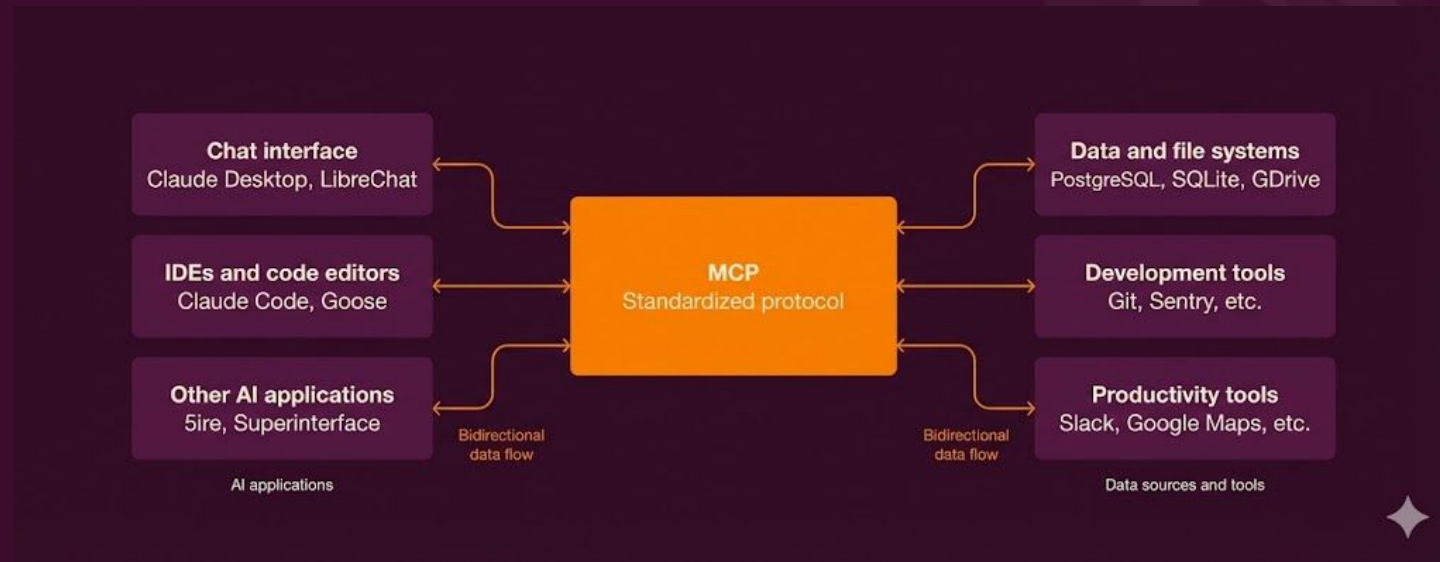 Chat interface
Claude Desktop, LibreChat
IDEs and code editors
Claude Code, Goose
Other AI applications
5ire, Superinterface
AI applications
Bidirectional
data flow
MCP
Standardized protocol
Bidirectional
data flow
Data and file systems
PostgreSQL, SQLite, GDrive
Development tools
Git, Sentry, etc.
Productivity tools
Slack, Google Maps, etc.
Data sources and tools